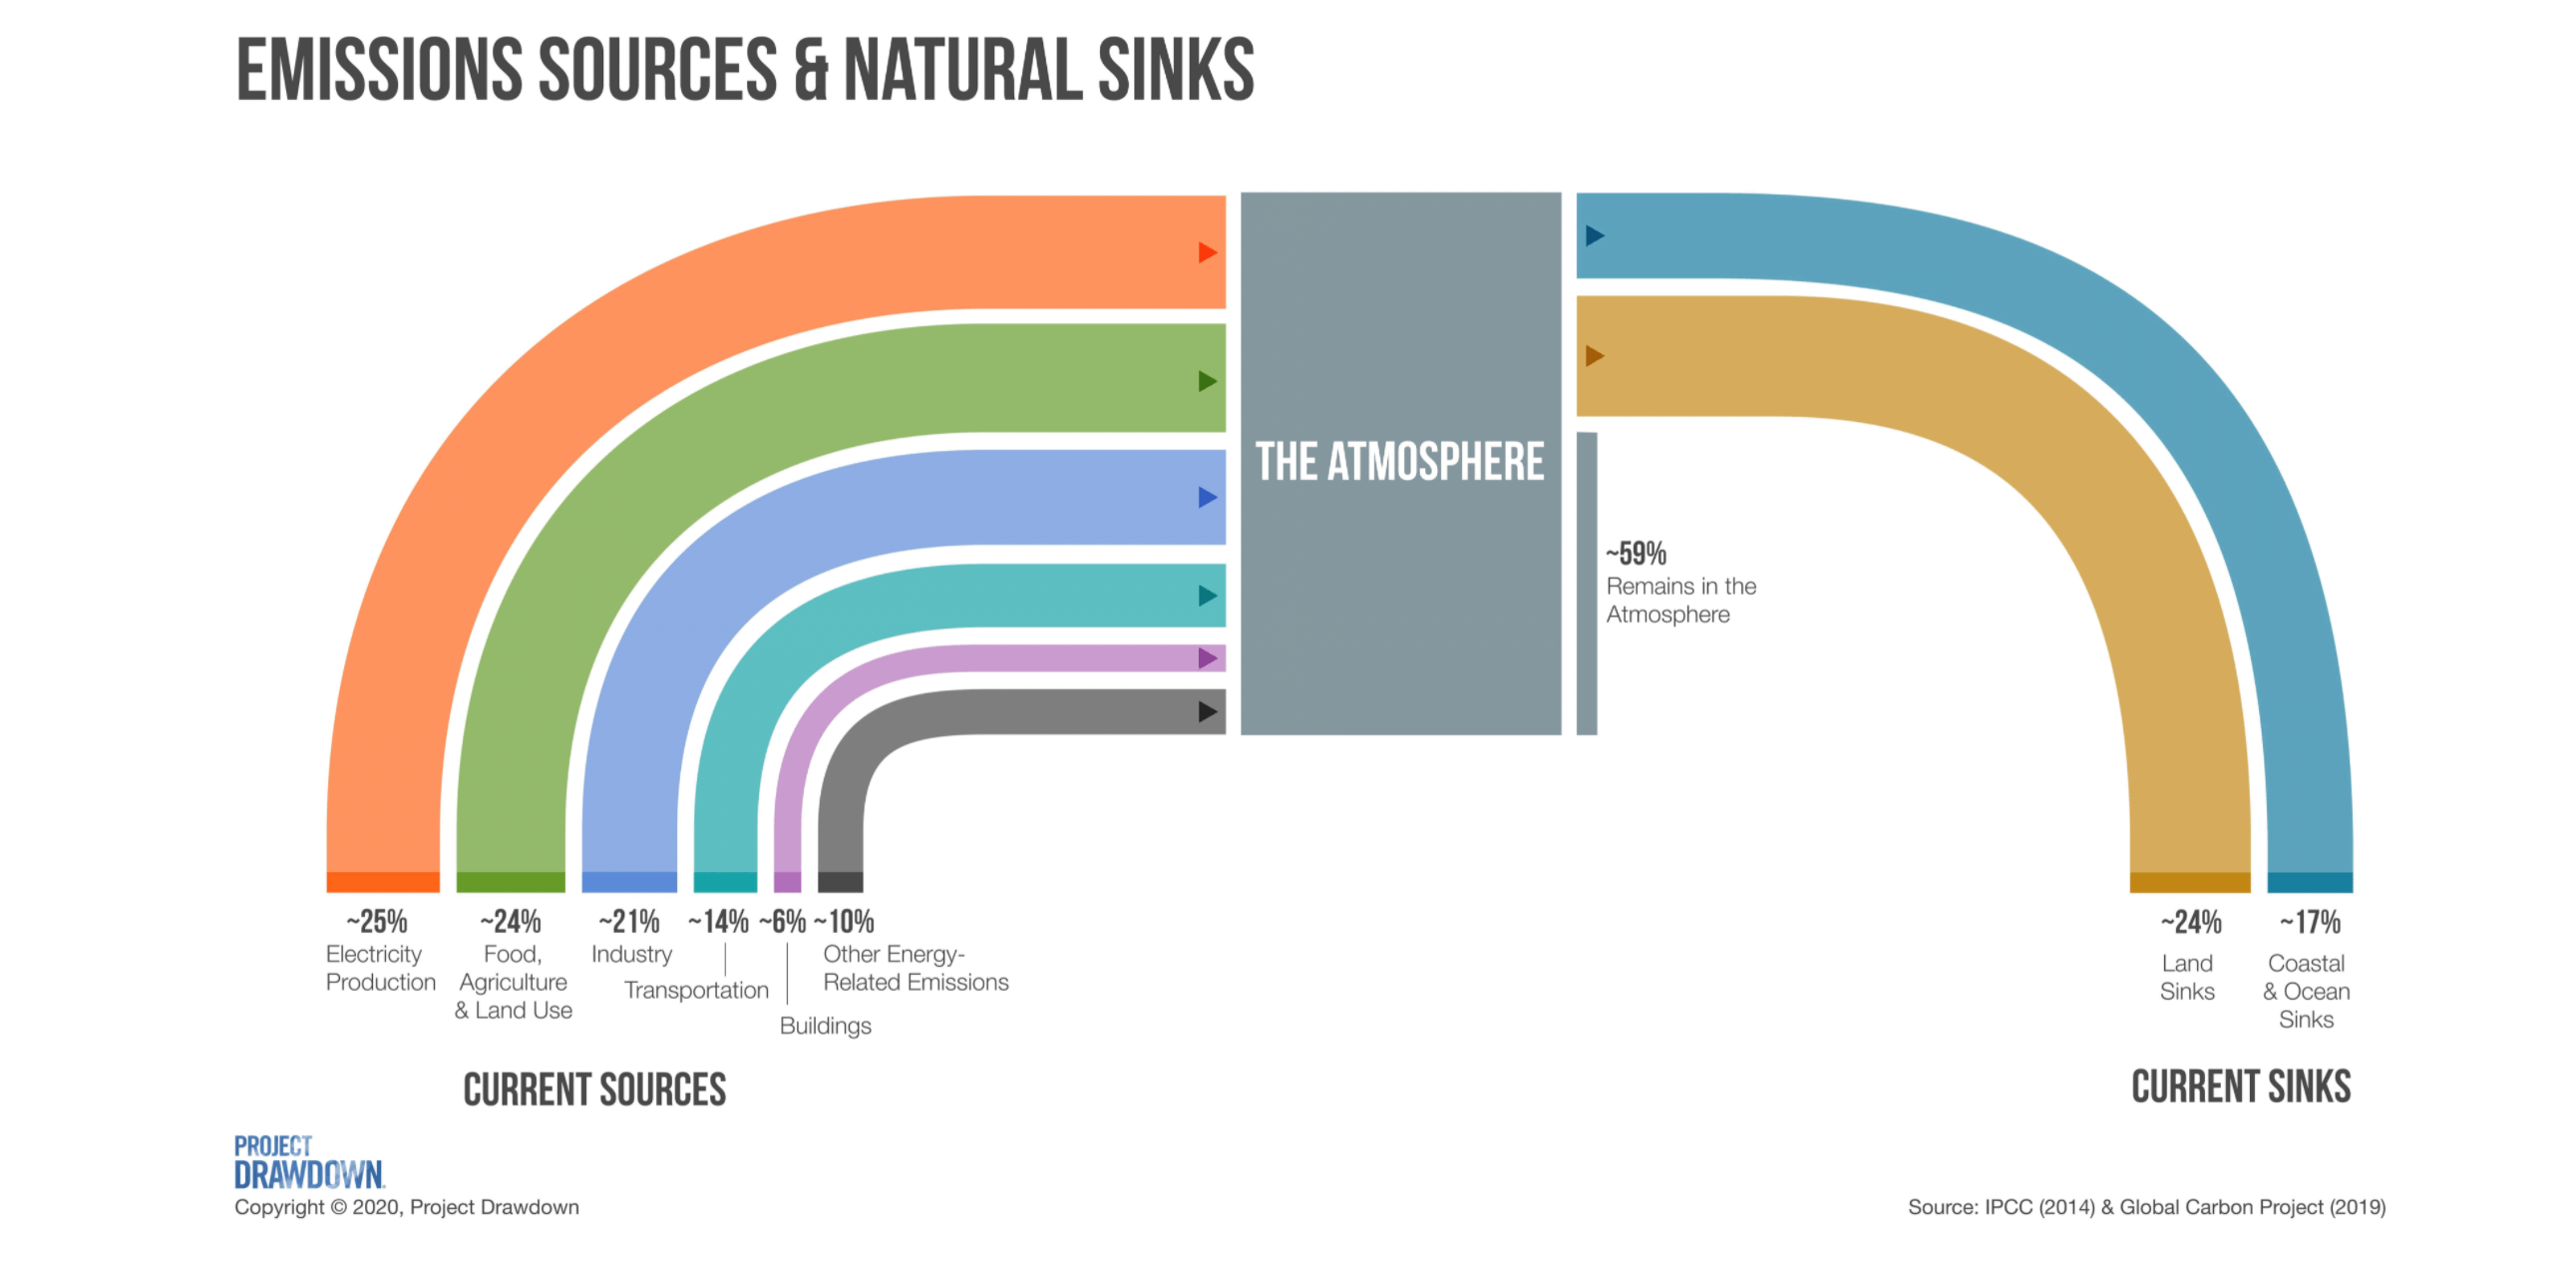 EMISSIONS SOURCES & NATURAL SINKS
THE ATMOSPHERE
~59%
Remains in the
Atmosphere
~25%
Electricity
Production
~24%
Food,
Agriculture
& Land Use
~21%
Industry
~14%
Transportation
~6%
Buildings
~10%
Other Energy-
Related Emissions
~24%
Land
Sinks
~17%
Coastal
& Ocean
Sinks
CURRENT SOURCES
CURRENT SINKS
PROJECT
DRAWDOWN.
Copyright © 2020, Project Drawdown
Source: IPCC (2014) & Global Carbon Project (2019)